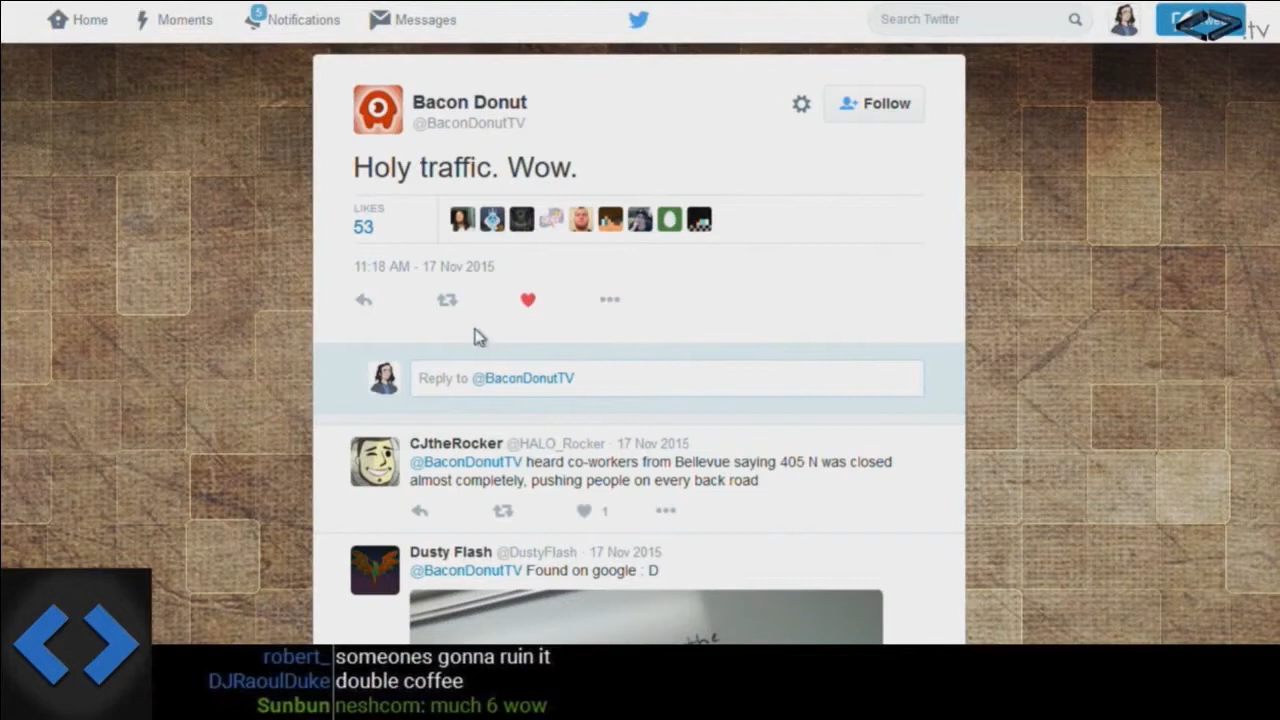 Home
Moments
5
Notifications
Messages
Search Twitter
.tv
Bacon Donut
@BaconDonutTV
Follow
Holy traffic. Wow.
LIKES
53
11:18 AM - 17 Nov 2015
Reply to @BaconDonutTV
CJtheRocker @HALO_Rocker · 17 Nov 2015
@BaconDonutTV heard co-workers from Bellevue saying 405 N was closed
almost completely, pushing people on every back road
1
Dusty Flash @DustyFlash · 17 Nov 2015
@BaconDonutTV Found on google : D
the
robert_ someones gonna ruin it
DJRaoulDuke double coffee
Sunbun neshcom: much 6 wow